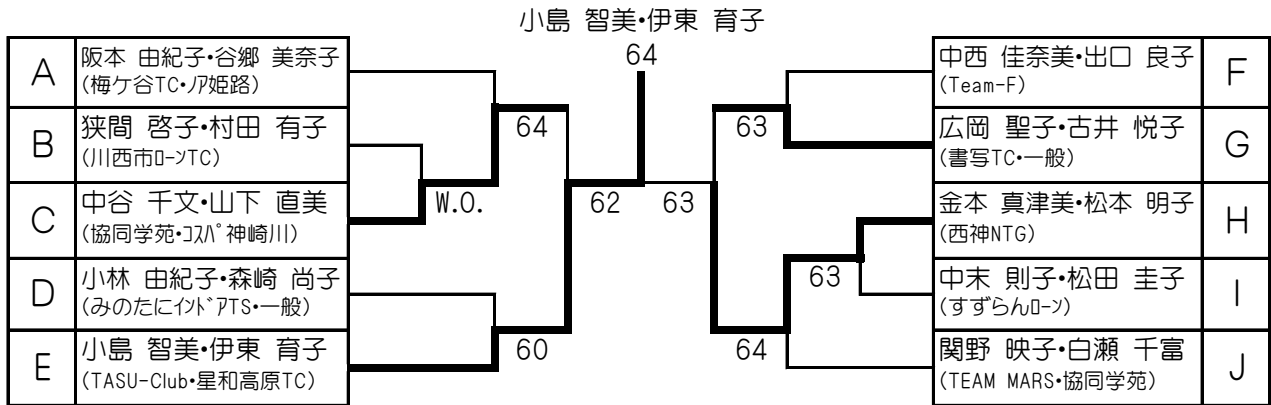 小島 智美・伊東 育子
64
A
阪本 由紀子・谷郷 美奈子
(梅ケ谷TC・ﾉｱ姫路)
B
狭間 啓子・村田 有子
(川西市ﾛｰﾝTC)
C
中谷 千文・山下 直美
(協同学苑・ｺｽﾊﾟ神崎川)
D
小林 由紀子・森崎 尚子
(みのたにｲﾝﾄﾞｱTS・一般)
E
小島 智美・伊東 育子
(TASU-Club・星和高原TC)
64
W.O.
60
62
63
63
63
64
中西 佳奈美・出口 良子
(Team-F)
F
広岡 聖子・古井 悦子
(書写TC・一般)
G
金本 真津美・松本 明子
(西神NTG)
H
中末 則子・松田 圭子
(すずらんﾛｰﾝ)
I
関野 映子・白瀬 千富
(TEAM MARS・協同学苑)
J